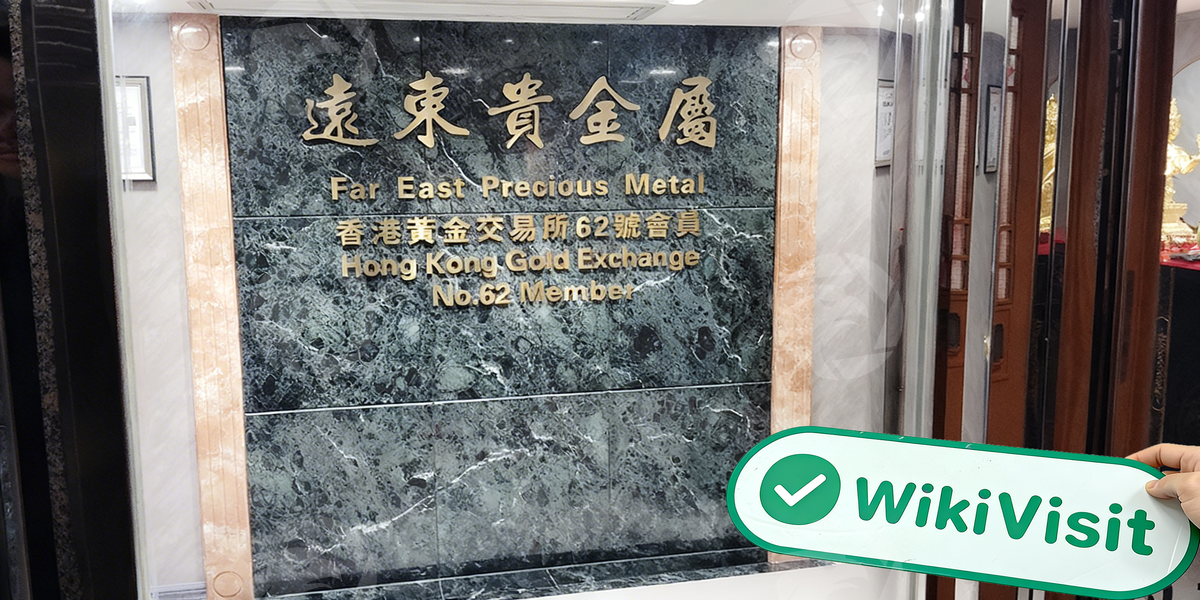 遠東貴金屬
Far East Precious Metal
香港黃金交易所62號會員
Hong Kong Gold Exchange
No.62 Member
WikiVisit